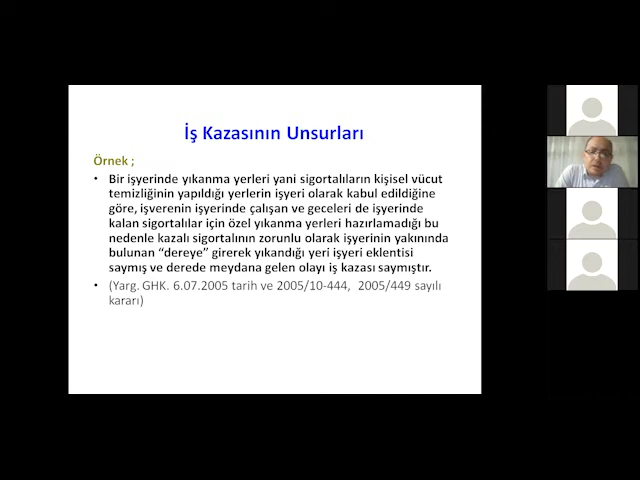 İş Kazasının Unsurları
Örnek ;
• Bir işyerinde yıkanma yerleri yani sigortalıların kişisel vücut
temizliğinin yapıldığı yerlerin işyeri olarak kabul edildiğine
göre, işverenin işyerinde çalışan ve geceleri de işyerinde
kalan sigortalılar için özel yıkanma yerleri hazırlamadığı bu
nedenle kazalı sigortalının zorunlu olarak işyerinin yakınında
bulunan “dereye” girerek yıkandığı yeri işyeri eklentisi
saymış ve derede meydana gelen olayı iş kazası saymıştır.
• (Yarg. GHK. 6.07.2005 tarih ve 2005/10-444, 2005/449 sayılı
kararı)